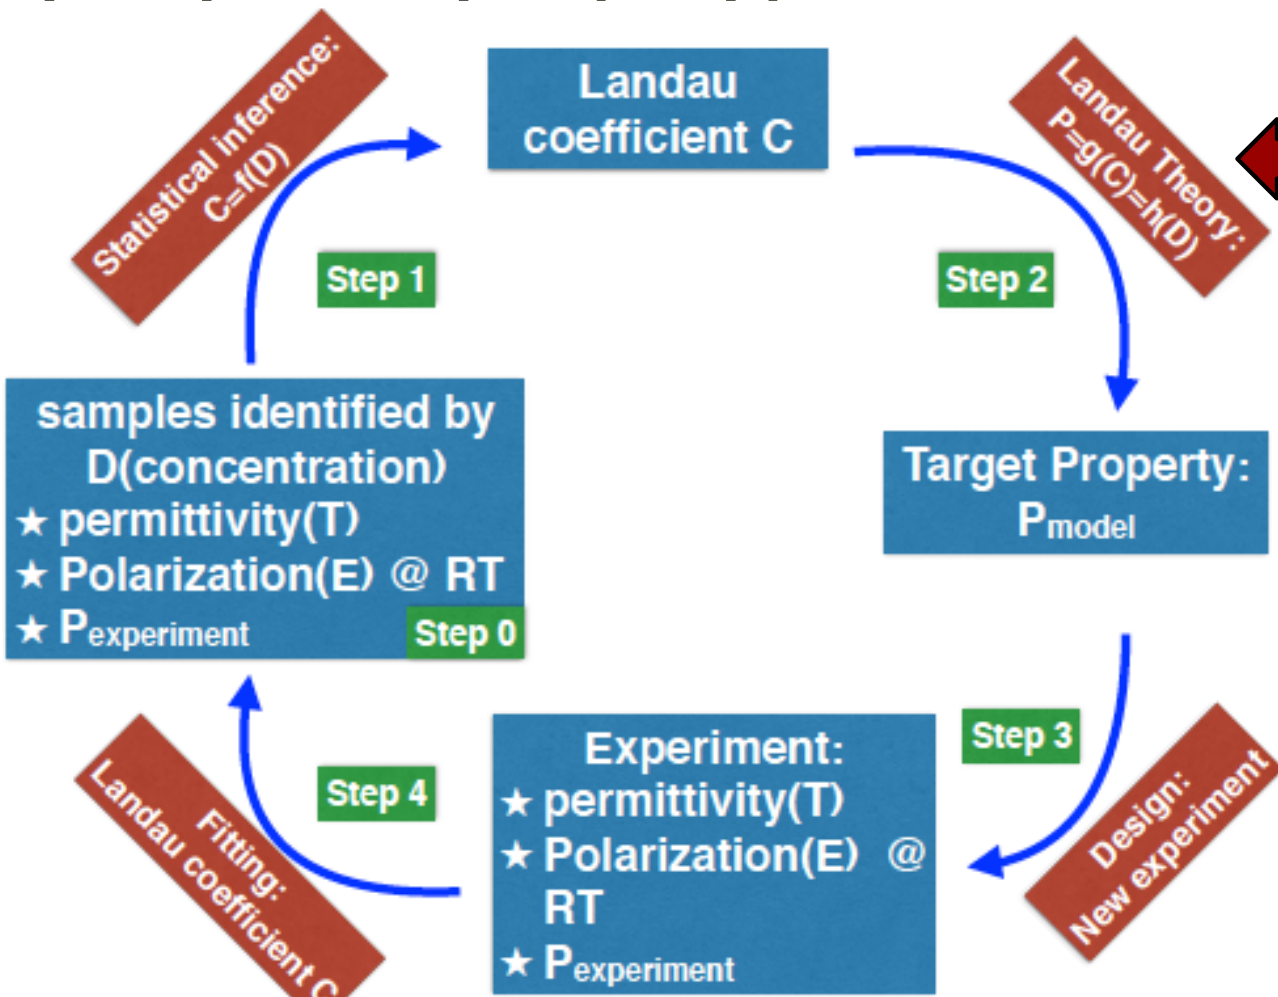 Statistical inference:
C=f(D)
Landau
coefficient C
Landau Theory:
P=g(C)=h(D)
Step 1
Step 2
samples identified by
D(concentration)
★ permittivity(T)
★ Polarization(E) @ RT
★ Pexperiment
Step 0
Target Property:
Pmodel
Step 3
Design:
New experiment
Experiment:
★ permittivity(T)
★ Polarization(E) @
RT
★ Pexperiment
Step 4
Fitting:
Landau coefficient C